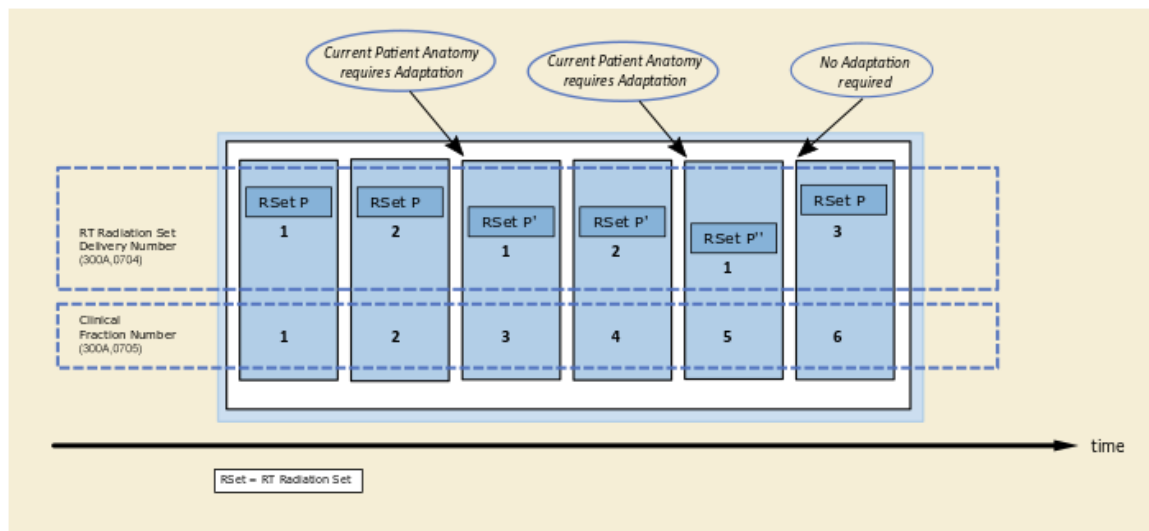 Current Patient Anatomy
requires Adaptation
Current Patient Anatomy
requires Adaptation
No Adaptation
required
RSet P
RSet P
RSet P'
RSet P'
RSet P''
RSet P
RT Radiation Set
Delivery Number
(300A,0704)
1
2
1
2
1
3
Clinical
Fraction Number
(300A,0705)
1
2
3
4
5
6
time
RSet = RT Radiation Set